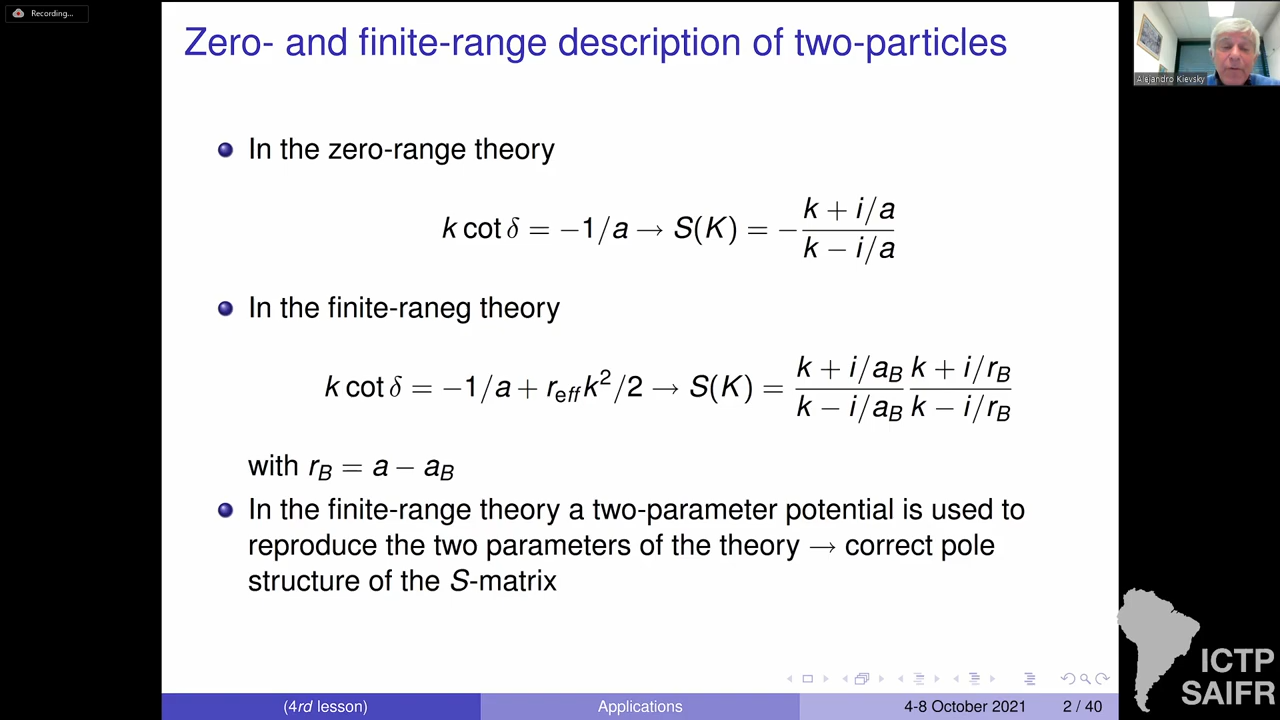 Recording...
Zero- and finite-range description of two-particles
Alejandro Kievsky
In the zero-range theory
k cot δ = −1/a → S(K) = − (k + i/a)/(k − i/a)
In the finite-raneg theory
k cot δ = −1/a + r_eff k²/2 → S(K) = (k + i/a_B)/(k − i/a_B) (k + i/r_B)/(k − i/r_B)
with r_B = a − a_B
In the finite-range theory a two-parameter potential is used to
reproduce the two parameters of the theory → correct pole
structure of the S-matrix
ICTP
SAIFR
(4rd lesson) Applications 4-8 October 2021 2 / 40